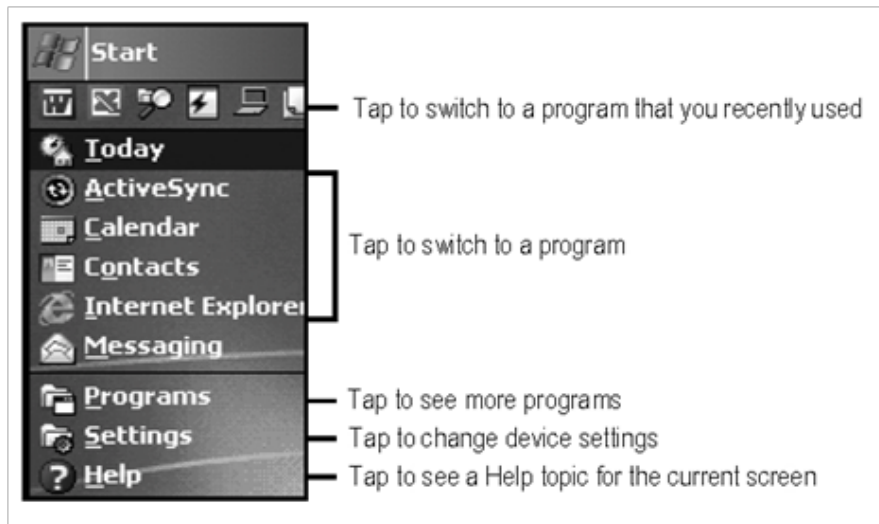 Start
Tap to switch to a program that you recently used
Today
ActiveSync
Calendar
Tap to switch to a program
Contacts
Internet Explorer
Messaging
Programs
Tap to see more programs
Settings
Tap to change device settings
Help
Tap to see a Help topic for the current screen